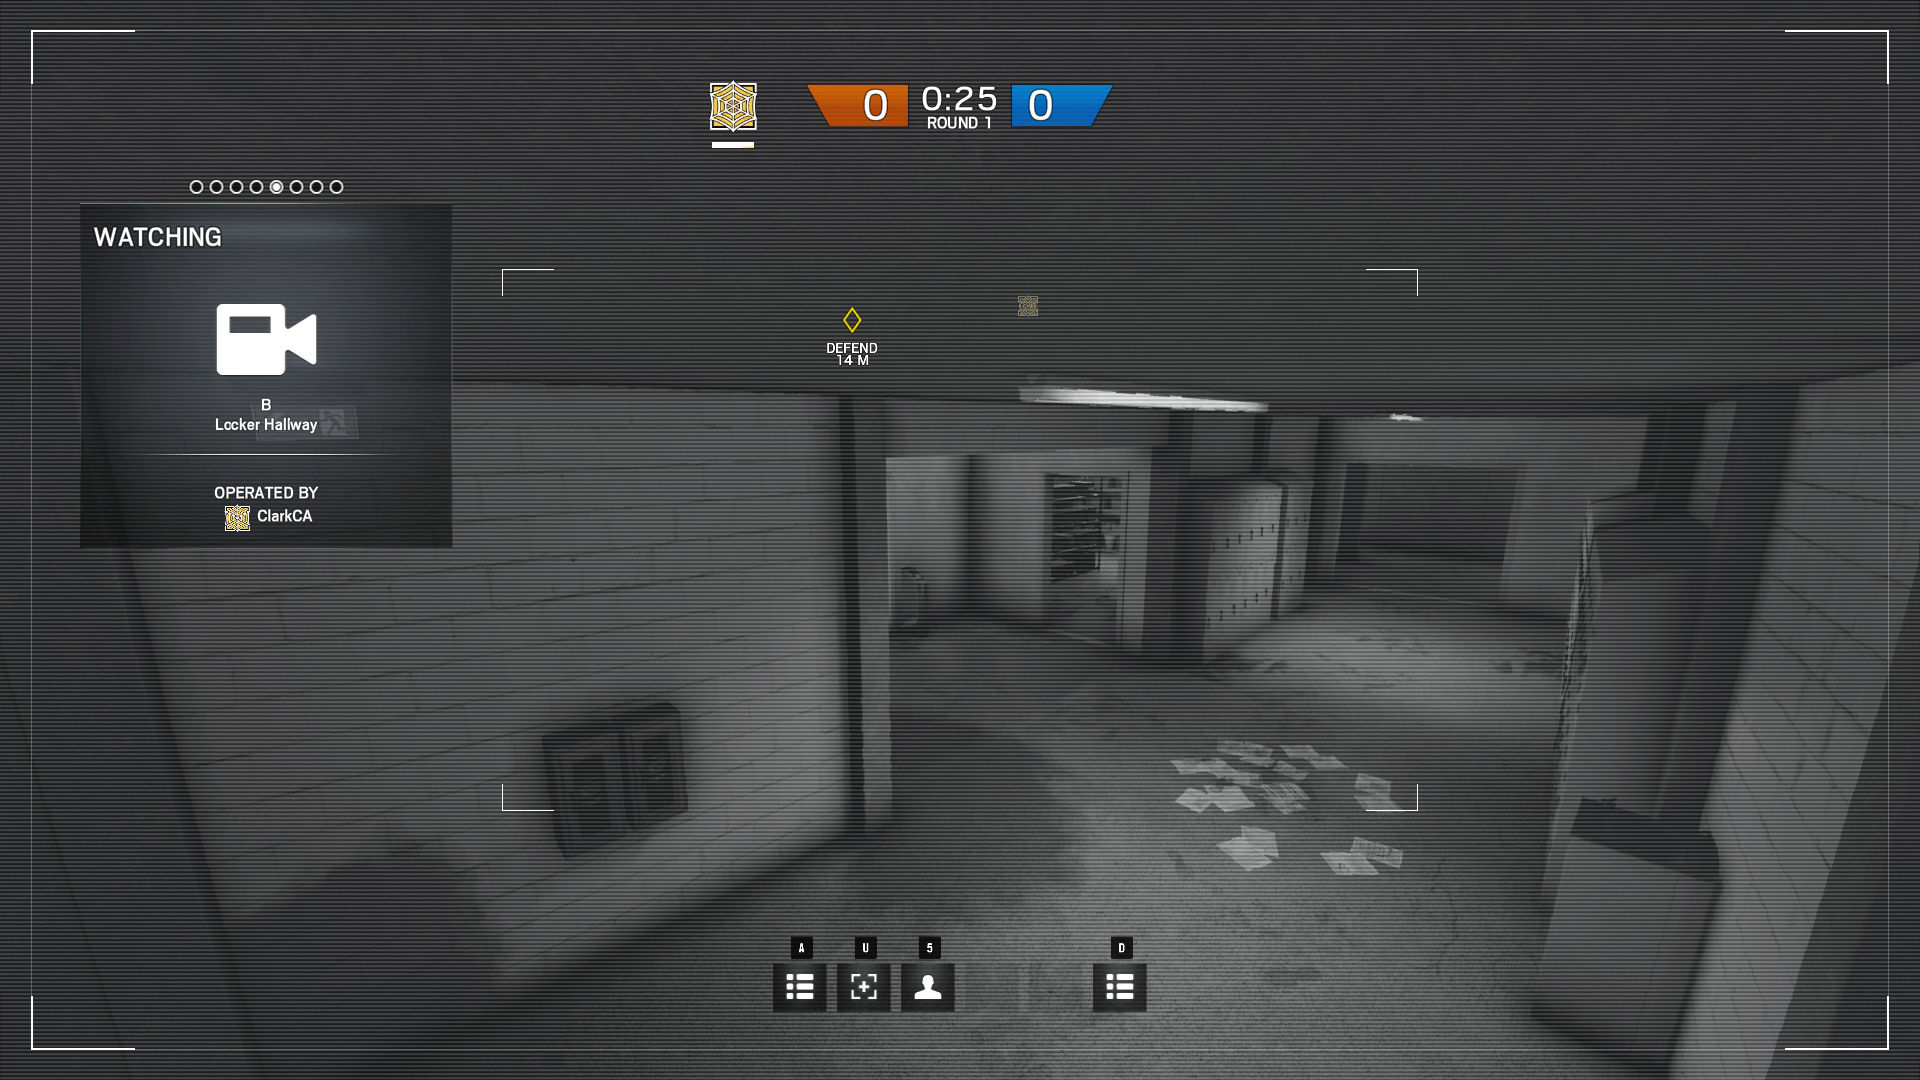 0 0:25 0
ROUND 1
WATCHING
B
Locker Hallway
OPERATED BY
ClarkCA
DEFEND
14 M
A U 5 D